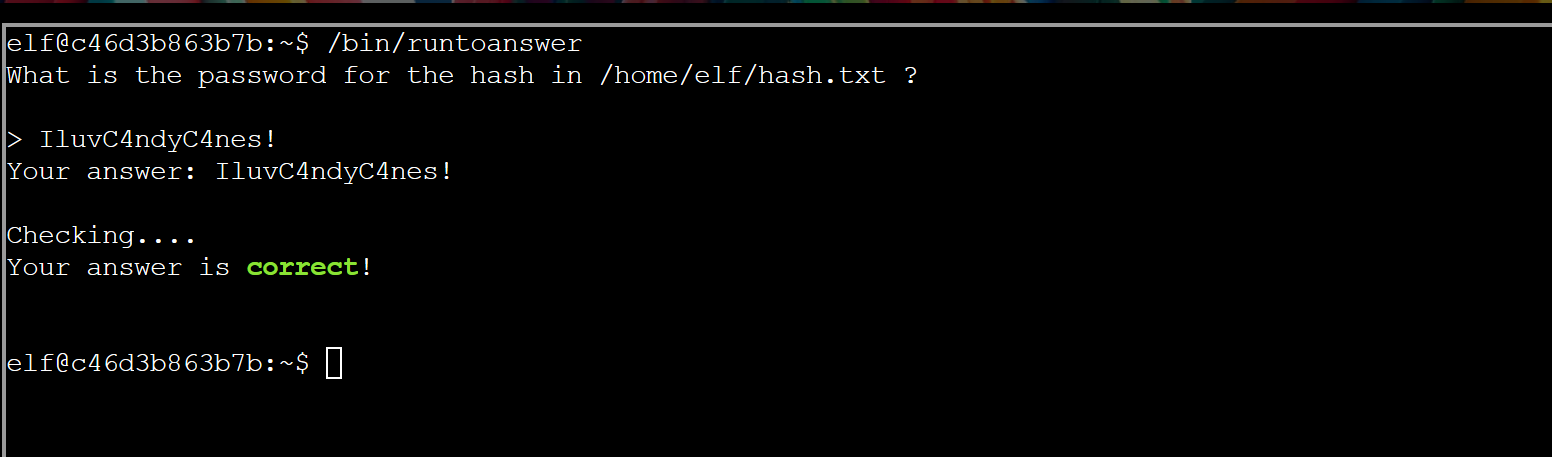 elf@c46d3b863b7b:~$ /bin/runtoanswer
What is the password for the hash in /home/elf/hash.txt ?
> IluvC4ndyC4nes!
Your answer: IluvC4ndyC4nes!
Checking....
Your answer is correct!
elf@c46d3b863b7b:~$